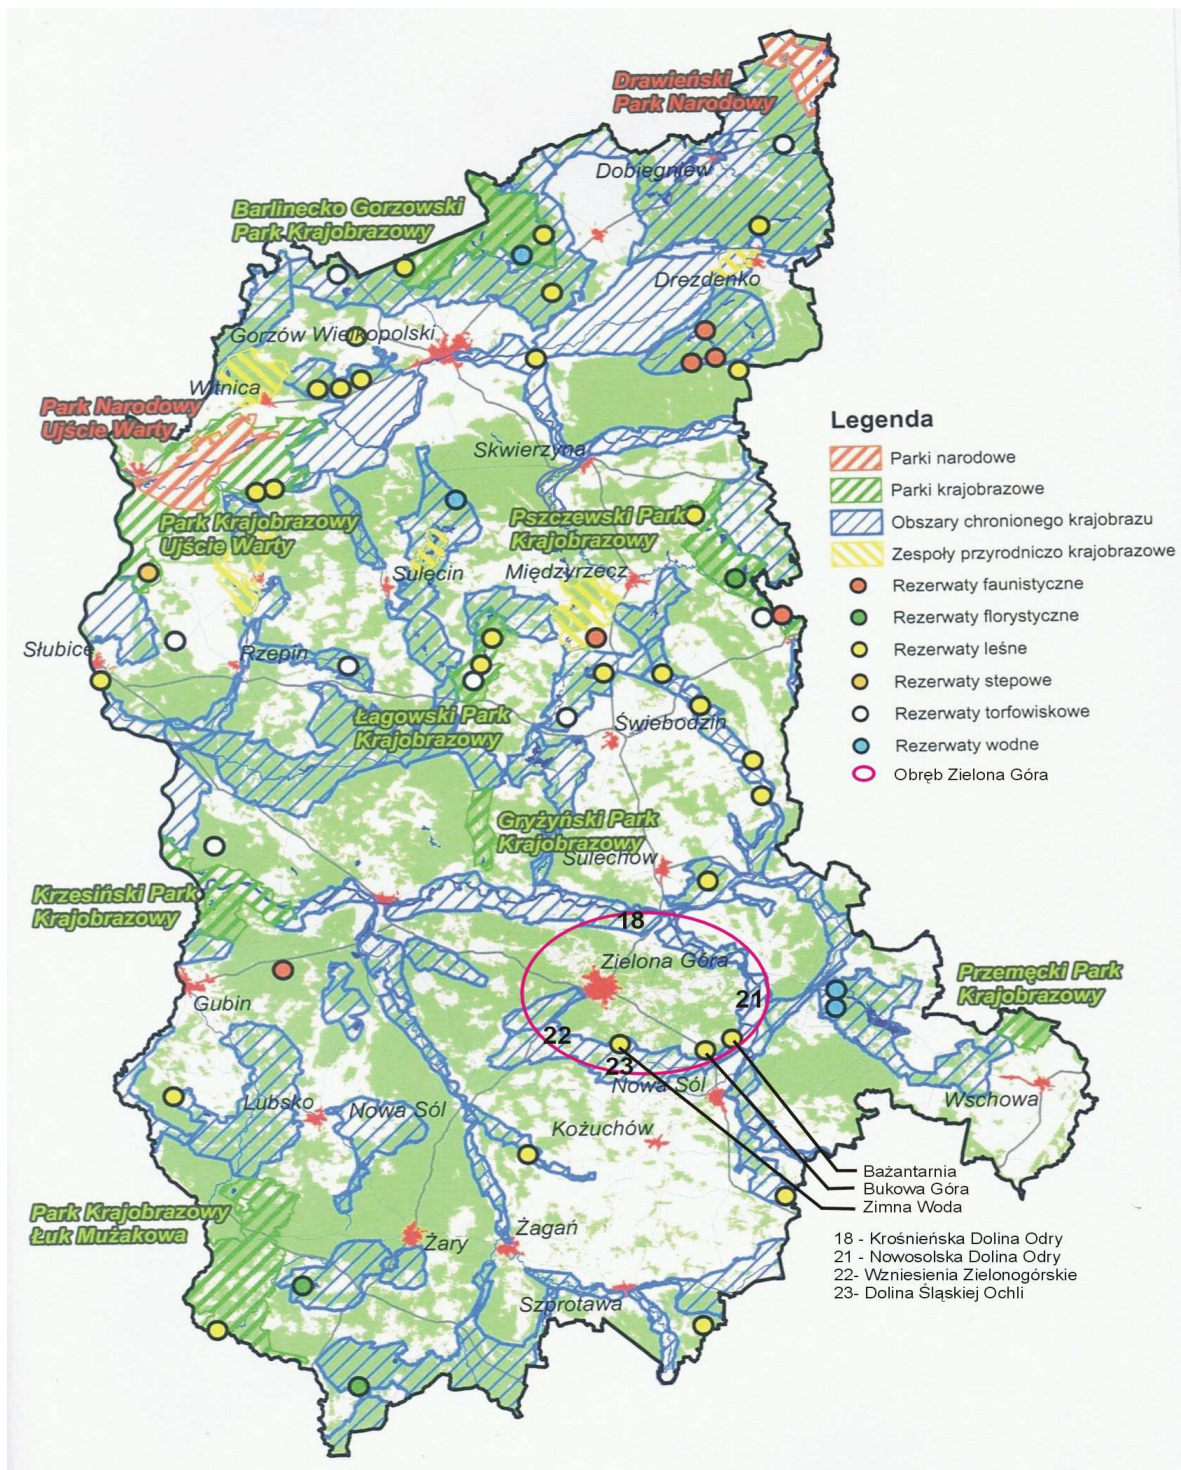 Drawieński
Park Narodowy
Dobiegniew
Barlinecko Gorzowski
Park Krajobrazowy
Drezdenko
Gorzów Wielkopolski
Witnica
Park Narodowy
Ujście Warty
Skwierzyna
Park Krajobrazowy
Ujście Warty
Pszczewski Park
Krajobrazowy
Sulęcin
Międzyrzecz
Słubice
Rzepin
Łagowski Park
Krajobrazowy
Świebodzin
Gryżyński Park
Krajobrazowy
Sulechów
Krzesiński Park
Krajobrazowy
18
Zielona Góra
Gubin
21
22
23
Nowa Sól
Przemęcki Park
Krajobrazowy
Wschowa
Lubsko
Nowa Sól
Kożuchów
Park Krajobrazowy
Łuk Mużakowa
Żary
Żagań
Szprotawa
Legenda
Parki narodowe
Parki krajobrazowe
Obszary chronionego krajobrazu
Zespoły przyrodniczo krajobrazowe
Rezerwaty faunistyczne
Rezerwaty florystyczne
Rezerwaty leśne
Rezerwaty stepowe
Rezerwaty torfowiskowe
Rezerwaty wodne
Obręb Zielona Góra
Bażantarnia
Bukowa Góra
Zimna Woda
18 - Krośnieńska Dolina Odry
21 - Nowosolska Dolina Odry
22- Wzniesienia Zielonogórskie
23- Dolina Śląskiej Ochli